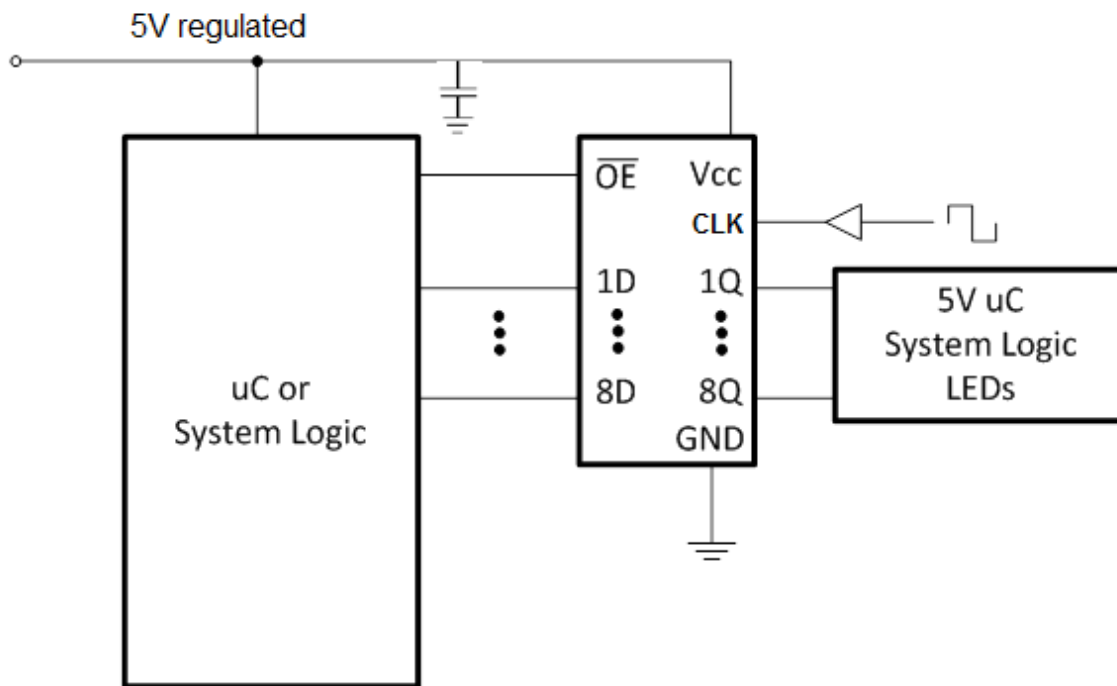 5V regulated
OE
Vcc
CLK
1D
1Q
8D
8Q
GND
uC or
System Logic
5V uC
System Logic
LEDs